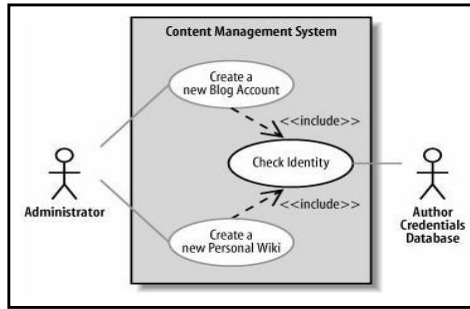 Content Management System
Create a
new Blog Account
<<include>>
Check Identity
<<include>>
Administrator
Author
Credentials
Database
Create a
new Personal Wiki